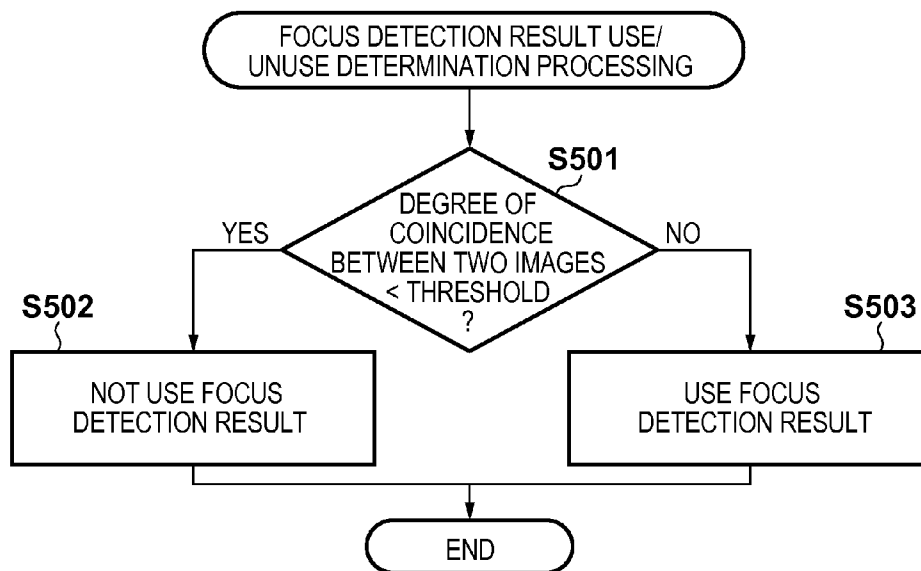 FOCUS DETECTION RESULT USE/
UNUSE DETERMINATION PROCESSING
S501
DEGREE OF
COINCIDENCE
BETWEEN TWO IMAGES
< THRESHOLD
?
YES
NO
S502
NOT USE FOCUS
DETECTION RESULT
S503
USE FOCUS
DETECTION RESULT
END